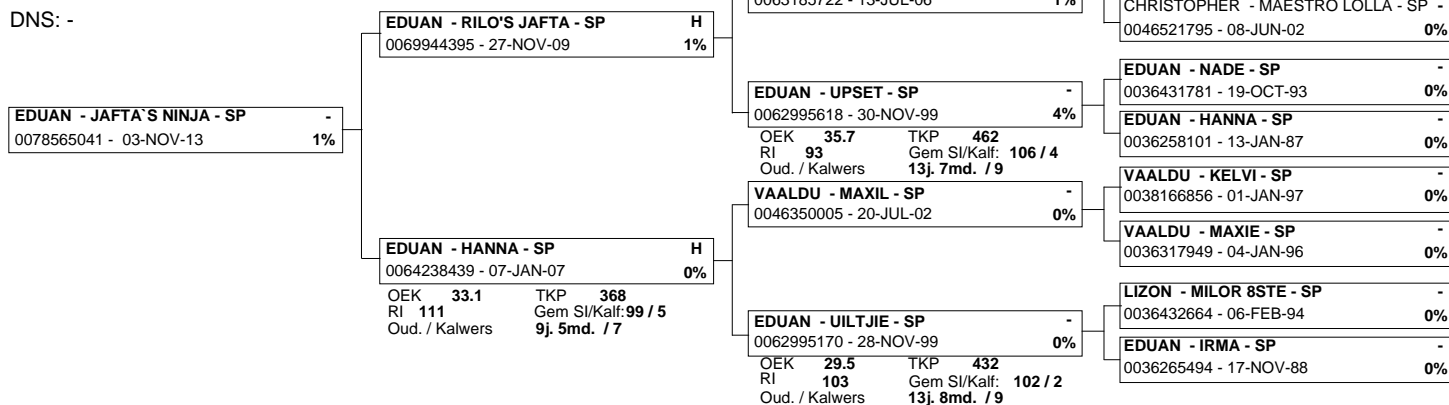 DNS: -
EDUAN - JAFTA`S NINJA - SP -
0078565041 - 03-NOV-13 1%
EDUAN - RILO'S JAFTA - SP H
0069944395 - 27-NOV-09 1%
EDUAN - HANNA - SP H
0064238439 - 07-JAN-07 0%
OEK 33.1 TKP 368
RI 111 Gem SI/Kalf: 99 / 5
Oud. / Kalwers 9j. 5md. / 7
0063185722 - 13-JUL-06 1%
EDUAN - UPSET - SP -
0062995618 - 30-NOV-99 4%
OEK 35.7 TKP 462
RI 93 Gem SI/Kalf: 106 / 4
Oud. / Kalwers 13j. 7md. / 9
VAALDU - MAXIL - SP -
0046350005 - 20-JUL-02 0%
EDUAN - UILTJIE - SP -
0062995170 - 28-NOV-99 0%
OEK 29.5 TKP 432
RI 103 Gem SI/Kalf: 102 / 2
Oud. / Kalwers 13j. 8md. / 9
CHRISTOPHER - MAESTRO LOLLA - SP -
0046521795 - 08-JUN-02 0%
EDUAN - NADE - SP -
0036431781 - 19-OCT-93 0%
EDUAN - HANNA - SP -
0036258101 - 13-JAN-87 0%
VAALDU - KELVI - SP -
0038166856 - 01-JAN-97 0%
VAALDU - MAXIE - SP -
0036317949 - 04-JAN-96 0%
LIZON - MILOR 8STE - SP -
0036432664 - 06-FEB-94 0%
EDUAN - IRMA - SP -
0036265494 - 17-NOV-88 0%